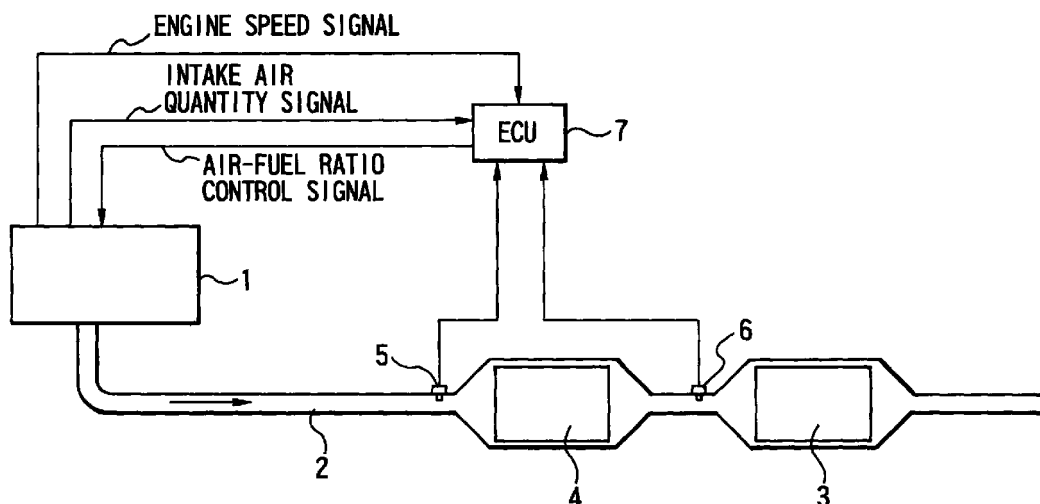 ENGINE SPEED SIGNAL
INTAKE AIR
QUANTITY SIGNAL
ECU
7
AIR-FUEL RATIO
CONTROL SIGNAL
1
5
6
2
4
3